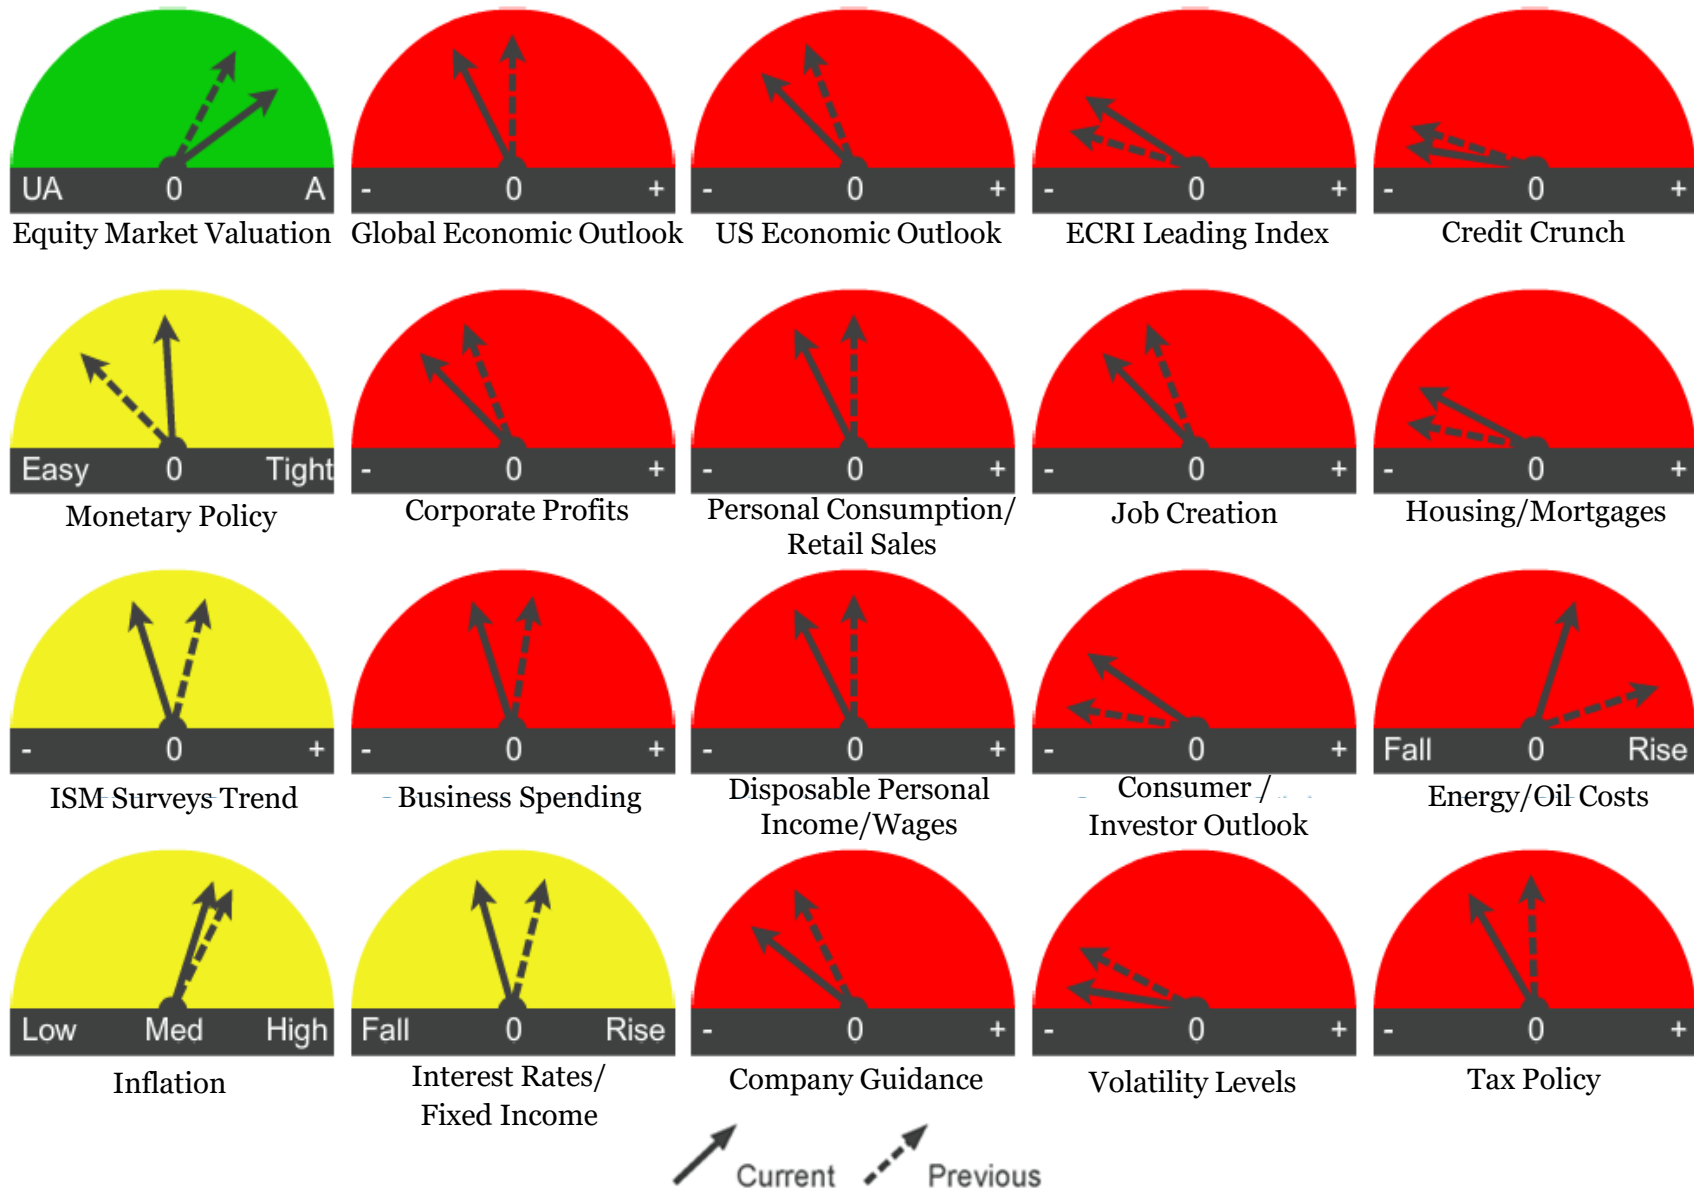 UA 0 A
- 0 +
- 0 +
- 0 +
- 0 +
Equity Market Valuation
Global Economic Outlook
US Economic Outlook
ECRI Leading Index
Credit Crunch
Easy 0 Tight
- 0 +
- 0 +
- 0 +
- 0 +
Monetary Policy
Corporate Profits
Personal Consumption/
Retail Sales
Job Creation
Housing/Mortgages
- 0 +
- 0 +
- 0 +
- 0 +
Fall 0 Rise
ISM Surveys Trend
Business Spending
Disposable Personal
Income/Wages
Consumer /
Investor Outlook
Energy/Oil Costs
Low Med High
Fall 0 Rise
- 0 +
- 0 +
- 0 +
Inflation
Interest Rates/
Fixed Income
Company Guidance
Volatility Levels
Tax Policy
Current
Previous